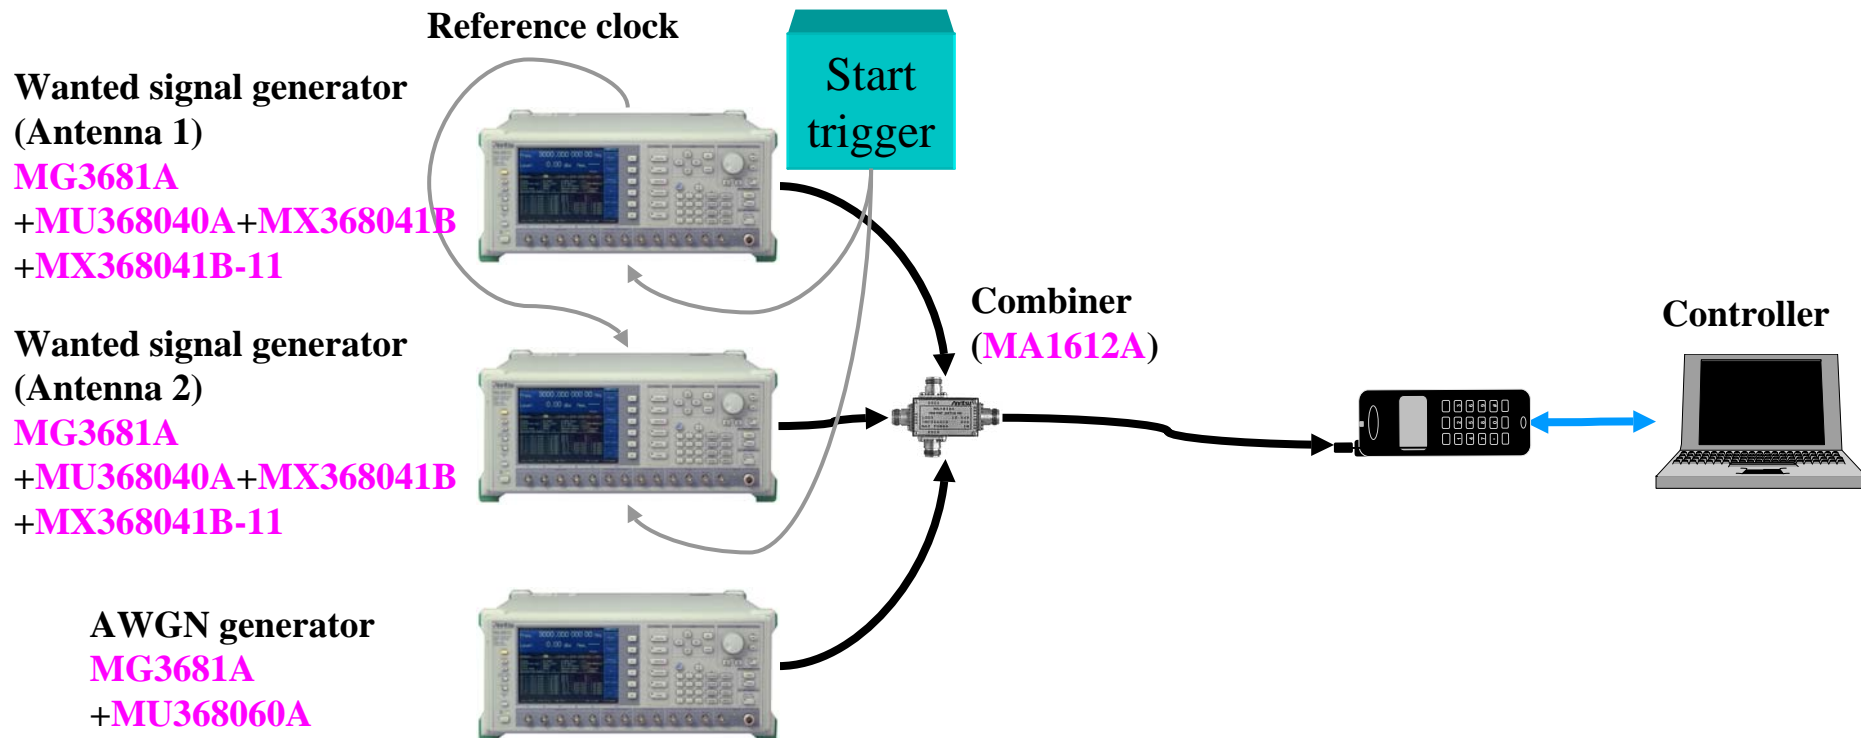 Reference clock
Start
trigger
Wanted signal generator
(Antenna 1)
MG3681A
+MU368040A+MX368041B
+MX368041B-11
Combiner
(MA1612A)
Controller
Wanted signal generator
(Antenna 2)
MG3681A
+MU368040A+MX368041B
+MX368041B-11
AWGN generator
MG3681A
+MU368060A